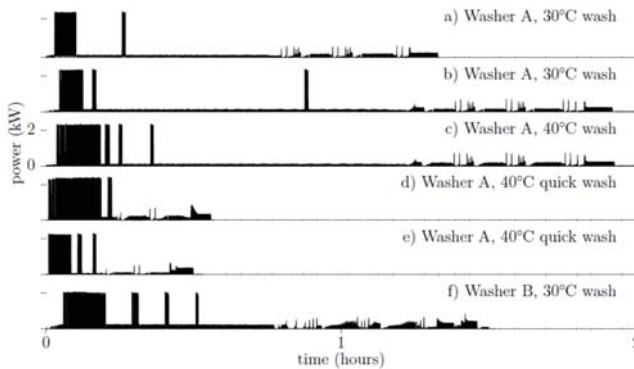 a) Washer A, 30°C wash
b) Washer A, 30°C wash
c) Washer A, 40°C wash
d) Washer A, 40°C quick wash
e) Washer A, 40°C quick wash
f) Washer B, 30°C wash
power (kW)
2
0
0
1
time (hours)